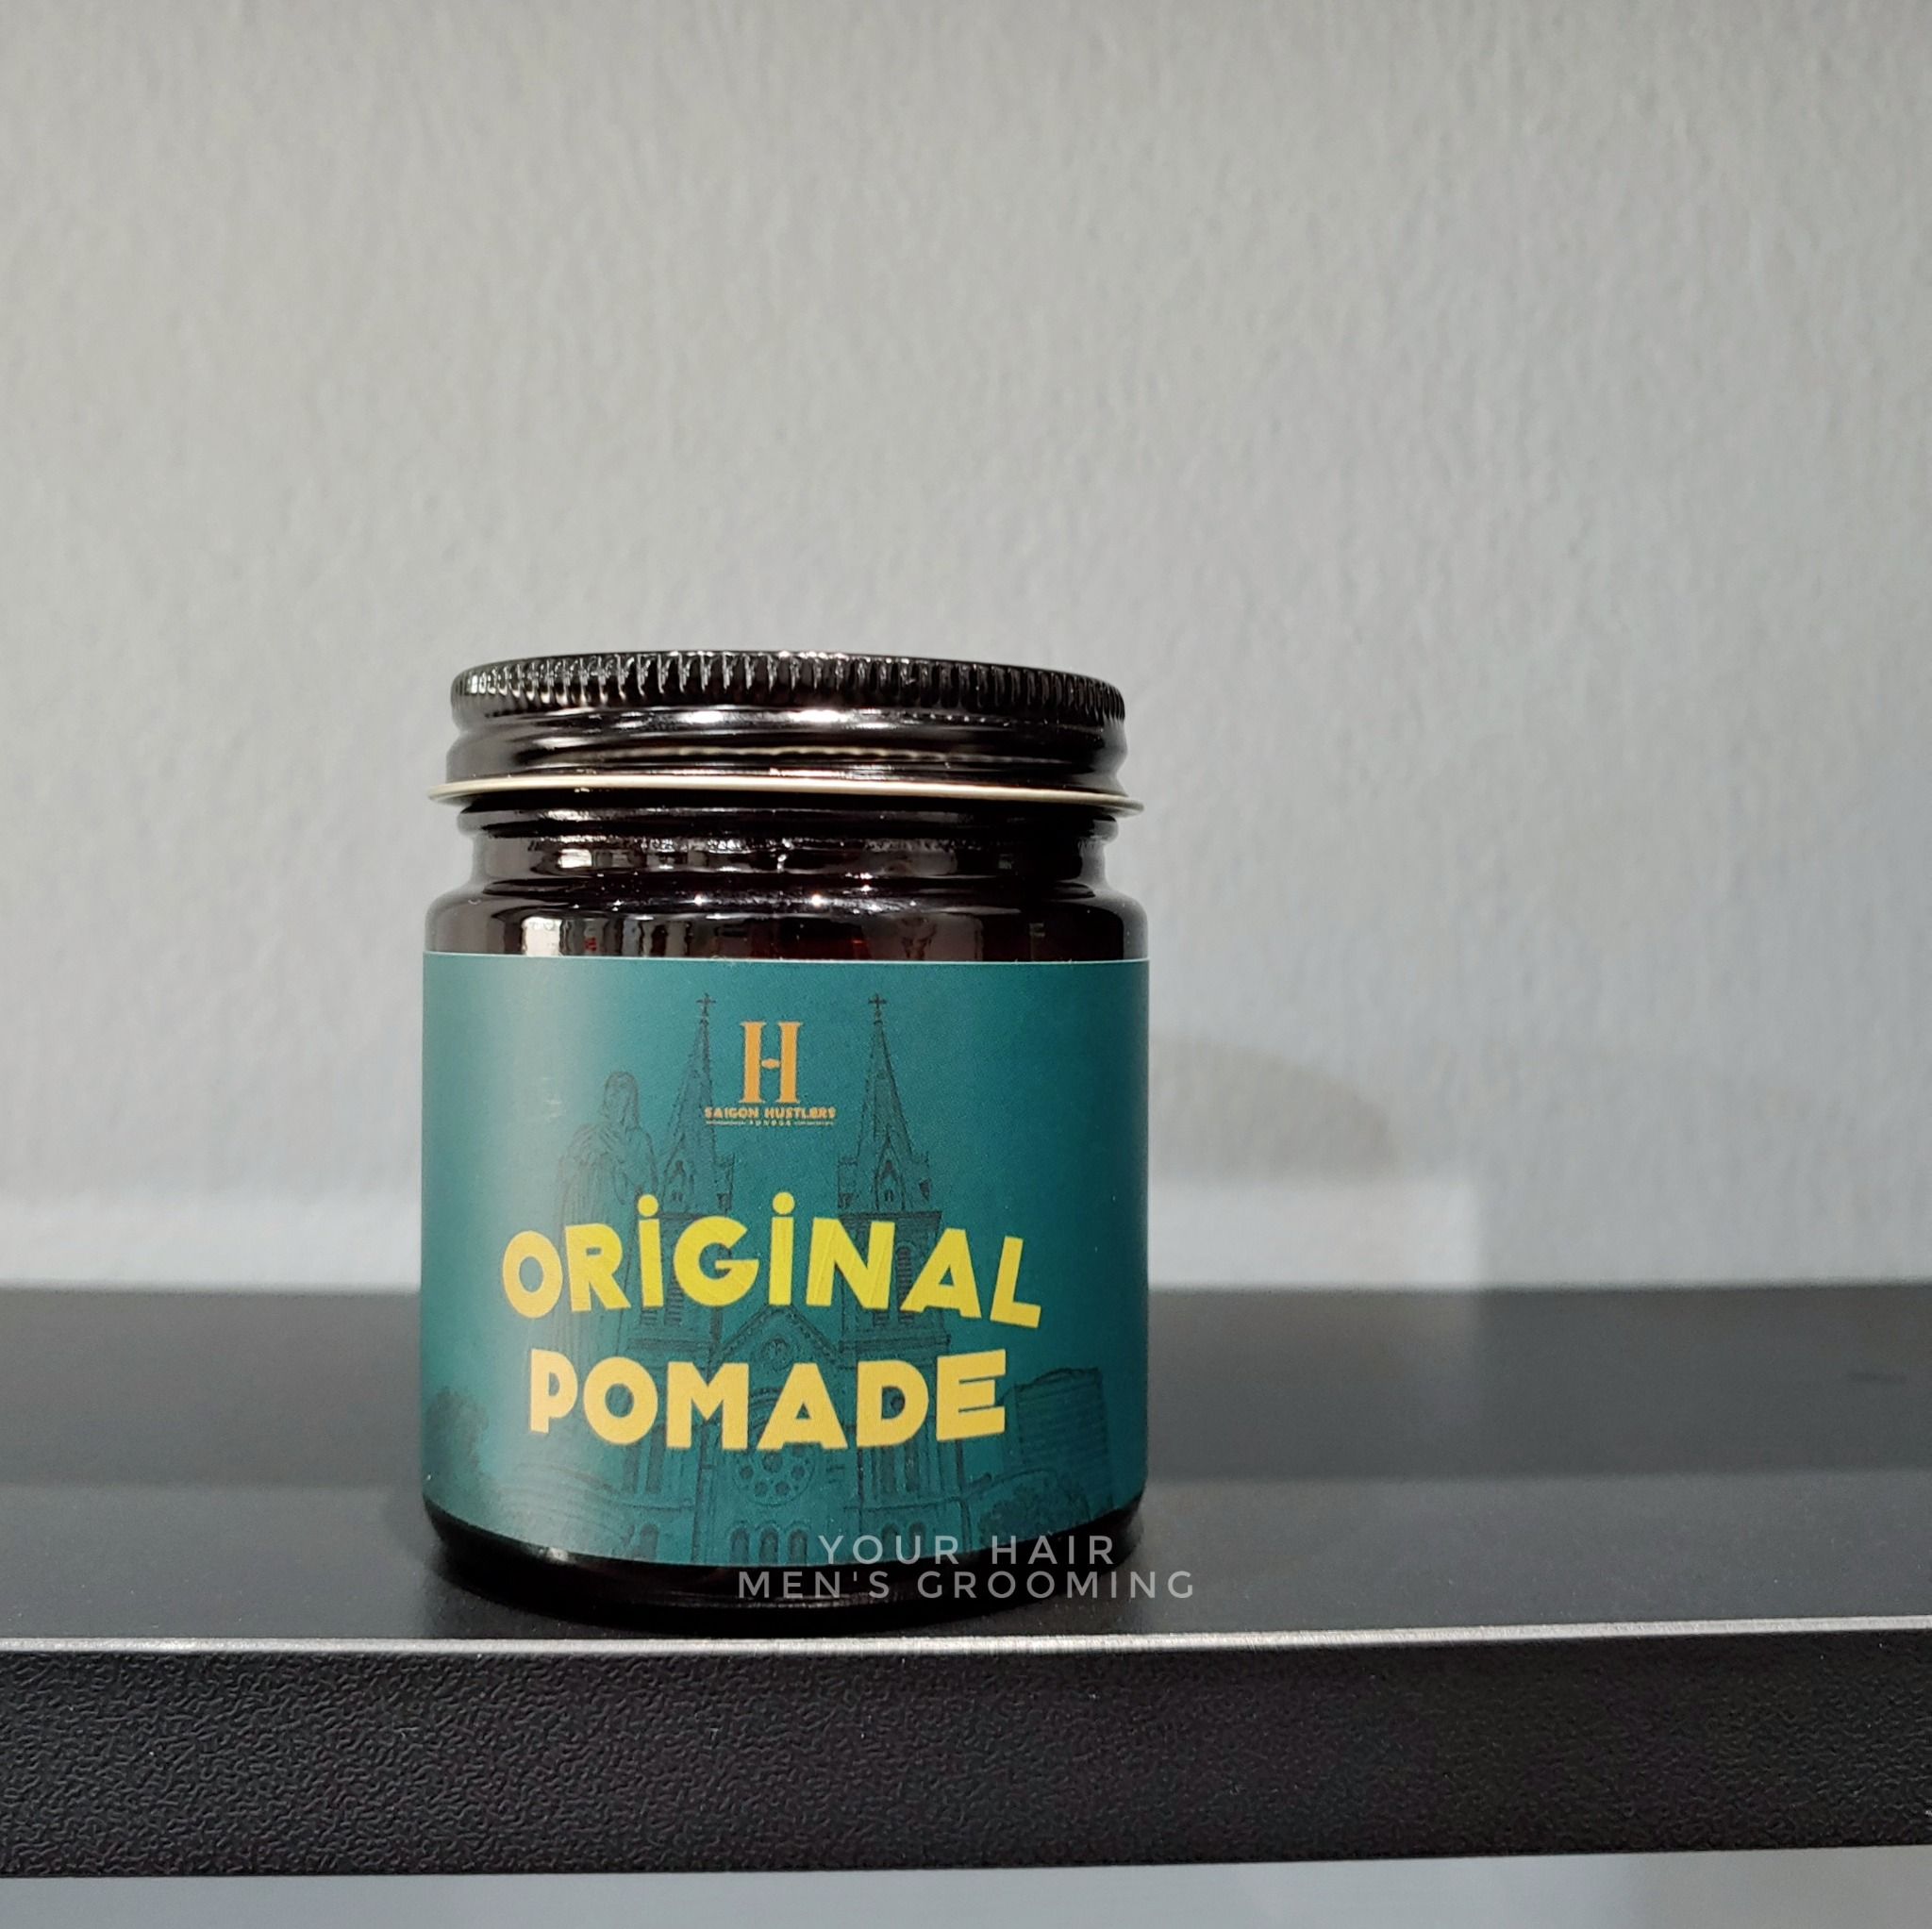 H
SAIGON HUSTLERS
ORiGiNAL
POMADE
YOUR HAIR
MEN'S GROOMING